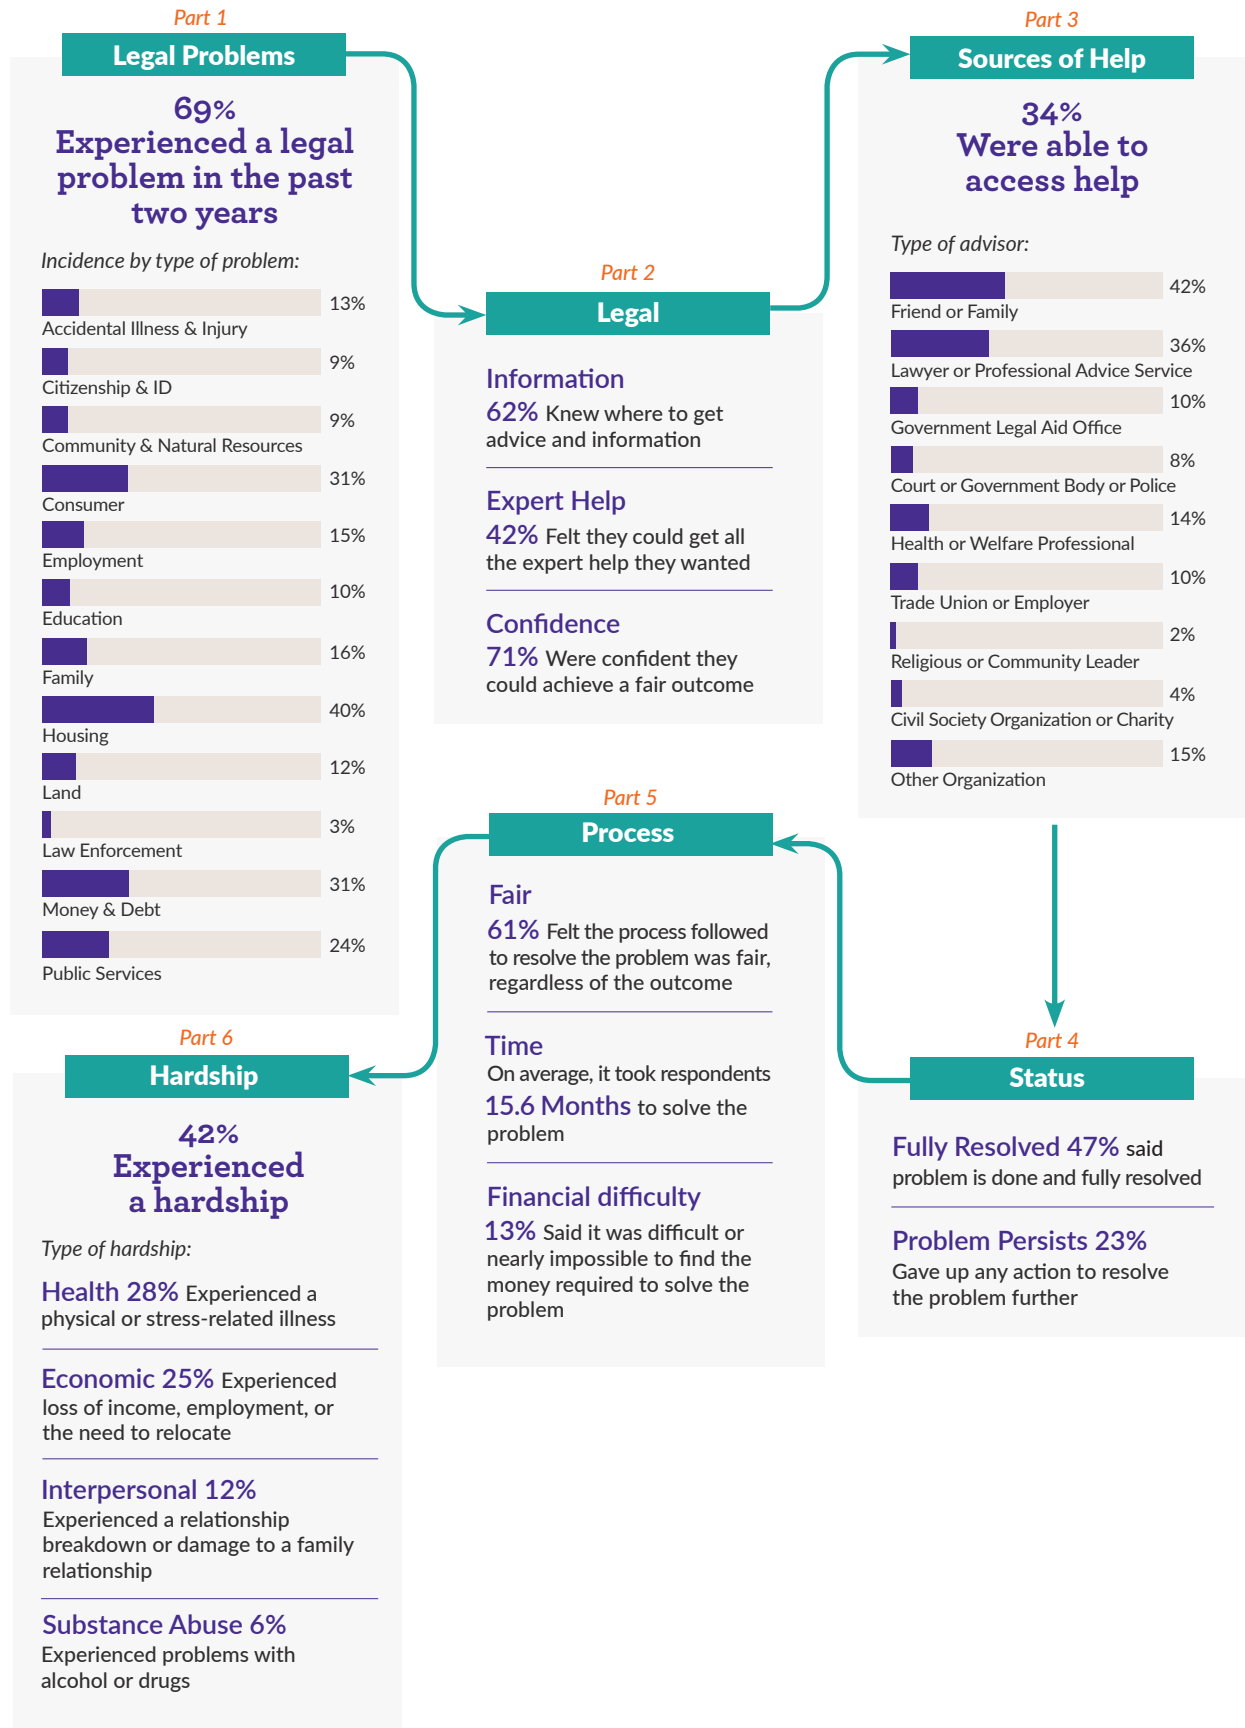 Part 1
Legal Problems
69%
Experienced a legal
problem in the past
two years
Incidence by type of problem:
13%
Accidental Illness & Injury
9%
Citizenship & ID
9%
Community & Natural Resources
31%
Consumer
15%
Employment
10%
Education
16%
Family
40%
Housing
12%
Land
3%
Law Enforcement
31%
Money & Debt
24%
Public Services
Part 2
Legal
Information
62% Knew where to get
advice and information
Expert Help
42% Felt they could get all
the expert help they wanted
Confidence
71% Were confident they
could achieve a fair outcome
Part 3
Sources of Help
34%
Were able to
access help
Type of advisor:
42%
Friend or Family
36%
Lawyer or Professional Advice Service
10%
Government Legal Aid Office
8%
Court or Government Body or Police
14%
Health or Welfare Professional
10%
Trade Union or Employer
2%
Religious or Community Leader
4%
Civil Society Organization or Charity
15%
Other Organization
Part 4
Status
Fully Resolved 47% said
problem is done and fully resolved
Problem Persists 23%
Gave up any action to resolve
the problem further
Part 5
Process
Fair
61% Felt the process followed
to resolve the problem was fair,
regardless of the outcome
Time
On average, it took respondents
15.6 Months to solve the
problem
Financial difficulty
13% Said it was difficult or
nearly impossible to find the
money required to solve the
problem
Part 6
Hardship
42%
Experienced
a hardship
Type of hardship:
Health 28% Experienced a
physical or stress-related illness
Economic 25% Experienced
loss of income, employment, or
the need to relocate
Interpersonal 12%
Experienced a relationship
breakdown or damage to a family
relationship
Substance Abuse 6%
Experienced problems with
alcohol or drugs